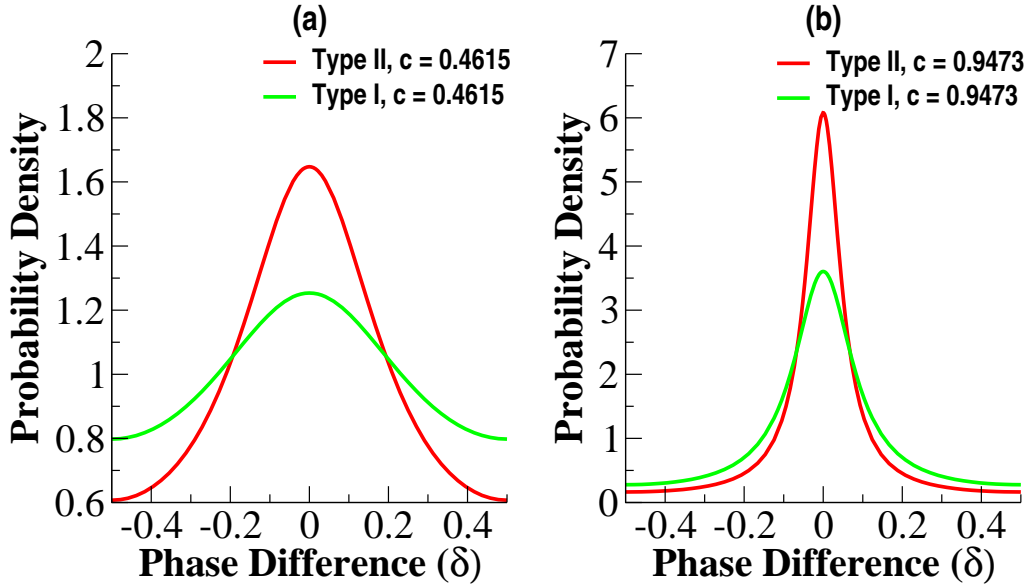 (a)
Probability Density
2
1.8
1.6
1.4
1.2
1
0.8
0.6
Type II, c = 0.4615
Type I, c = 0.4615
-0.4 -0.2 0 0.2 0.4
Phase Difference (δ)
(b)
Probability Density
7
6
5
4
3
2
1
0
Type II, c = 0.9473
Type I, c = 0.9473
-0.4 -0.2 0 0.2 0.4
Phase Difference (δ)